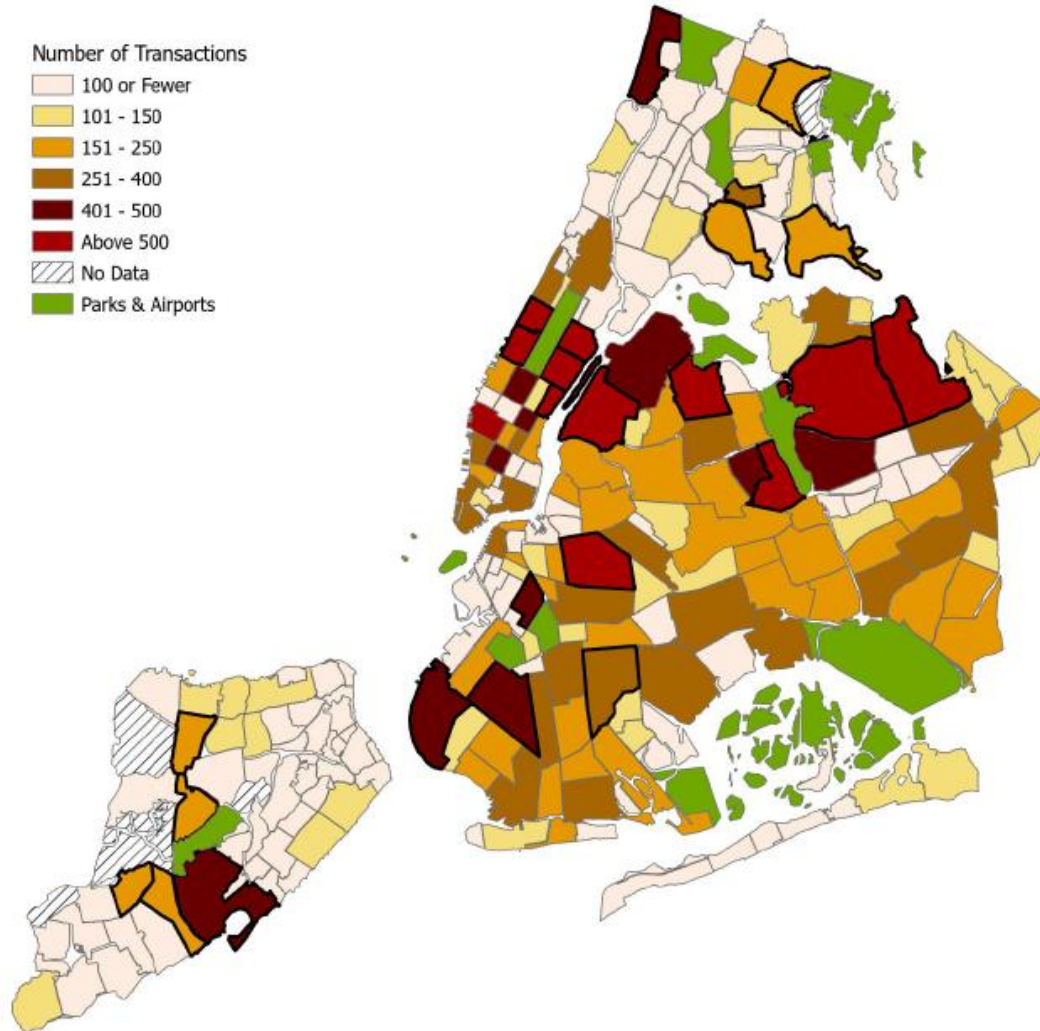 Number of Transactions
100 or Fewer
101 - 150
151 - 250
251 - 400
401 - 500
Above 500
No Data
Parks & Airports